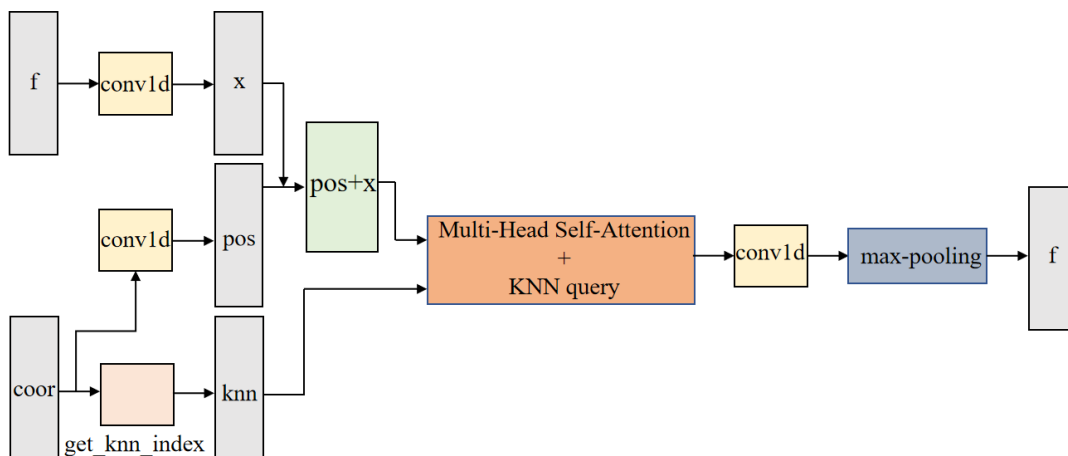 f
conv1d
x
pos+x
conv1d
pos
Multi-Head Self-Attention
+
KNN query
conv1d
max-pooling
f
coor
knn
get_knn_index